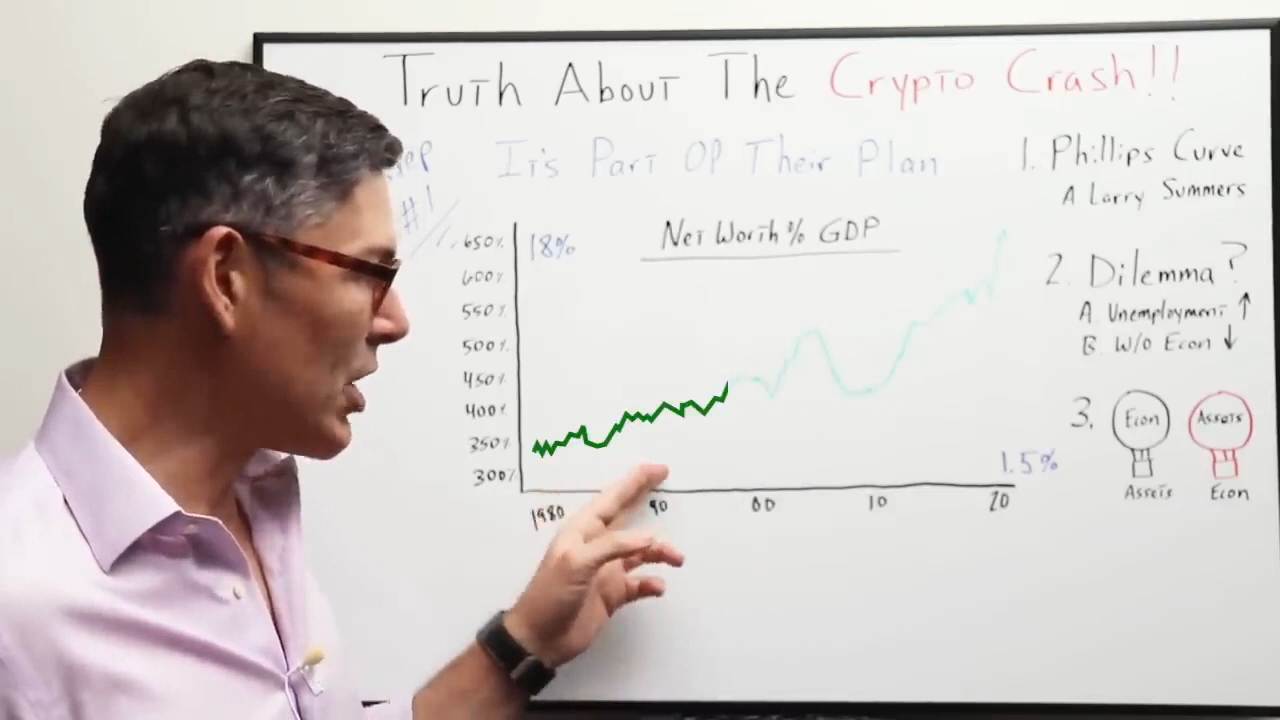 Truth About The Crypto Crash!!
It's Part Of Their Plan
#1
Net Worth % GDP
18%
650%
600%
550%
500%
450%
400%
350%
300%
1980
90
00
10
20
1.5%
1. Phillips Curve
A. Larry Summers
2. Dilemma?
A. Unemployment ↑
B. W/O Econ ↓
3.
Econ
Assets
Assets
Econ